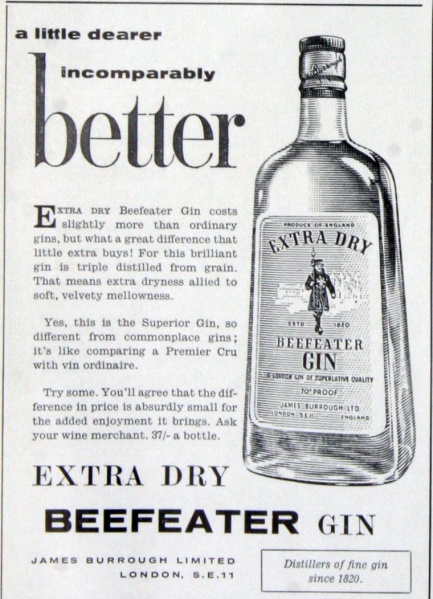 a little dearer
incomparably
better
EXTRA DRY Beefeater Gin costs
slightly more than ordinary
gins, but what a great difference that
little extra buys! For this brilliant
gin is triple distilled from grain.
That means extra dryness allied to
soft, velvety mellowness.
Yes, this is the Superior Gin, so
different from commonplace gins;
it's like comparing a Premier Cru
with vin ordinaire.
Try some. You'll agree that the dif-
ference in price is absurdly small for
the added enjoyment it brings. Ask
your wine merchant. 37/- a bottle.
PRODUCE OF ENGLAND
EXTRA DRY
ESTD 1820
BEEFEATER
GIN
A LONDON GIN OF SUPERLATIVE QUALITY
70° PROOF
JAMES BURROUGH LTD.
LONDON S.E.11 ENGLAND
EXTRA DRY
BEEFEATER GIN
JAMES BURROUGH LIMITED
LONDON, S.E.11
Distillers of fine gin
since 1820.